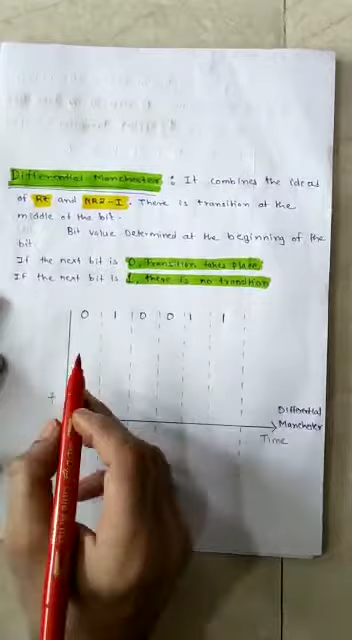 Differential Manchester : It combines the ideas
of RZ and NRZ-I. There is transition at the
middle of the bit.
Bit value Determined at the beginning of the
bit
If the next bit is 0, transition takes place
If the next bit is 1, there is no transition
0 1 0 0 1 1
Differential
Manchester
Time